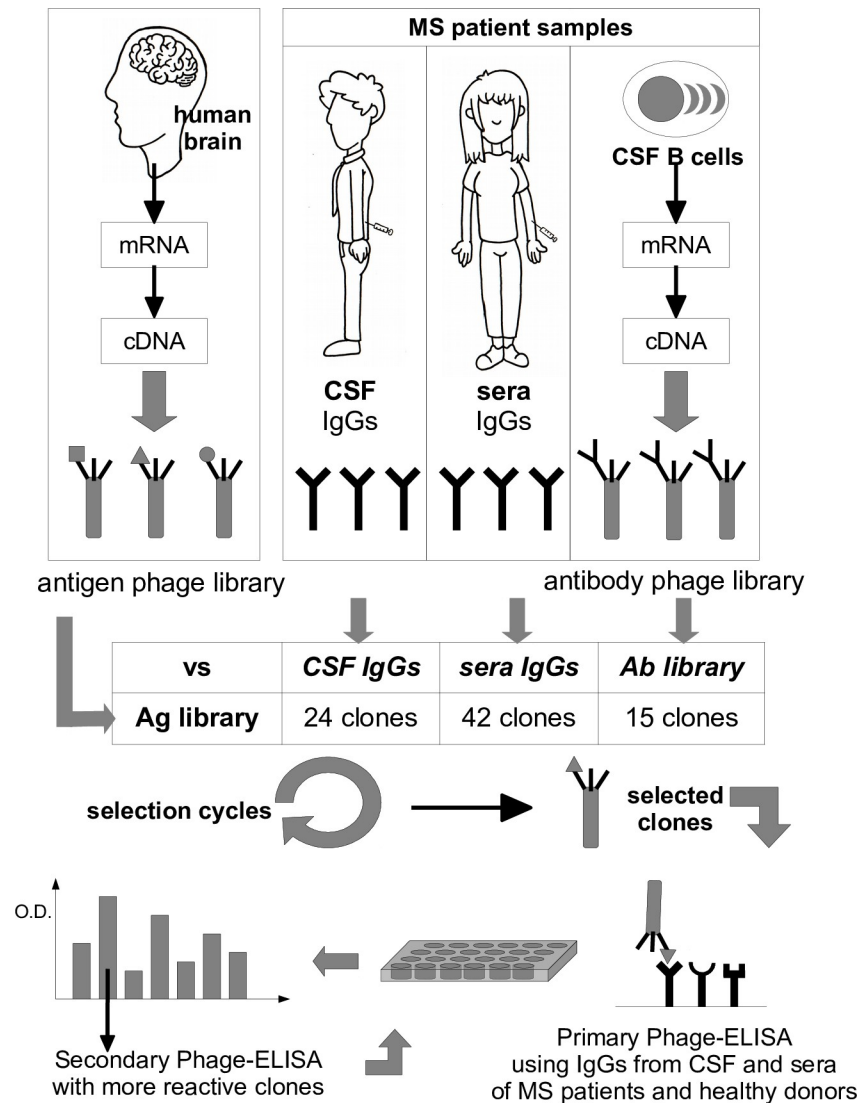 MS patient samples
human
brain
mRNA
cDNA
CSF
IgGs
sera
IgGs
CSF B cells
mRNA
cDNA
antigen phage library
antibody phage library
vs CSF IgGs sera IgGs Ab library
Ag library 24 clones 42 clones 15 clones
selection cycles
selected
clones
O.D.
Secondary Phage-ELISA
with more reactive clones
Primary Phage-ELISA
using IgGs from CSF and sera
of MS patients and healthy donors